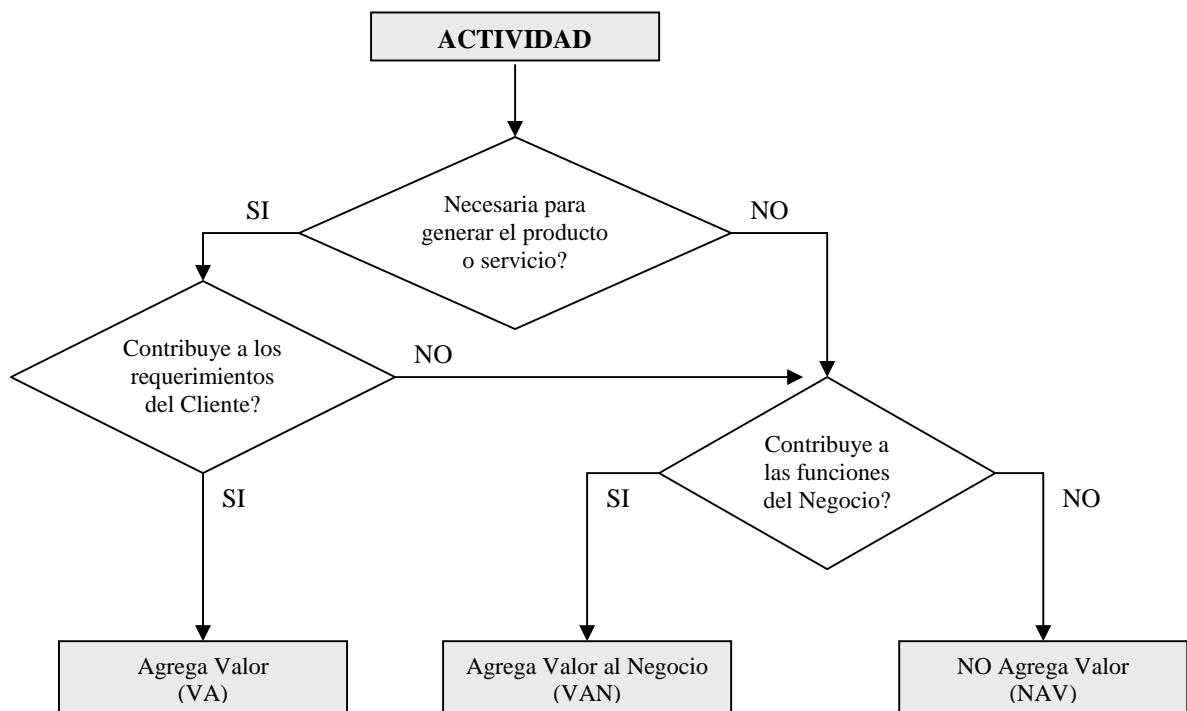 ACTIVIDAD
SI
Necesaria para
generar el producto
o servicio?
NO
Contribuye a los
requerimientos
del Cliente?
NO
SI
Contribuye a
las funciones
del Negocio?
SI
NO
Agrega Valor
(VA)
Agrega Valor al Negocio
(VAN)
NO Agrega Valor
(NAV)